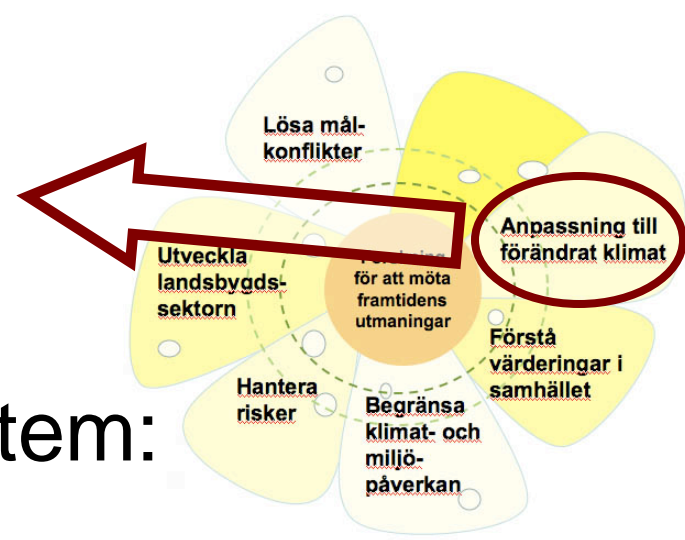 Lösa mål-
konflikter
Anpassning till
förändrat klimat
Utveckla
landsbygds-
sektorn
för att möta
framtidens
utmaningar
Förstå
värderingar i
samhället
Hantera
risker
Begränsa
klimat- och
miljö-
påverkan
tem: